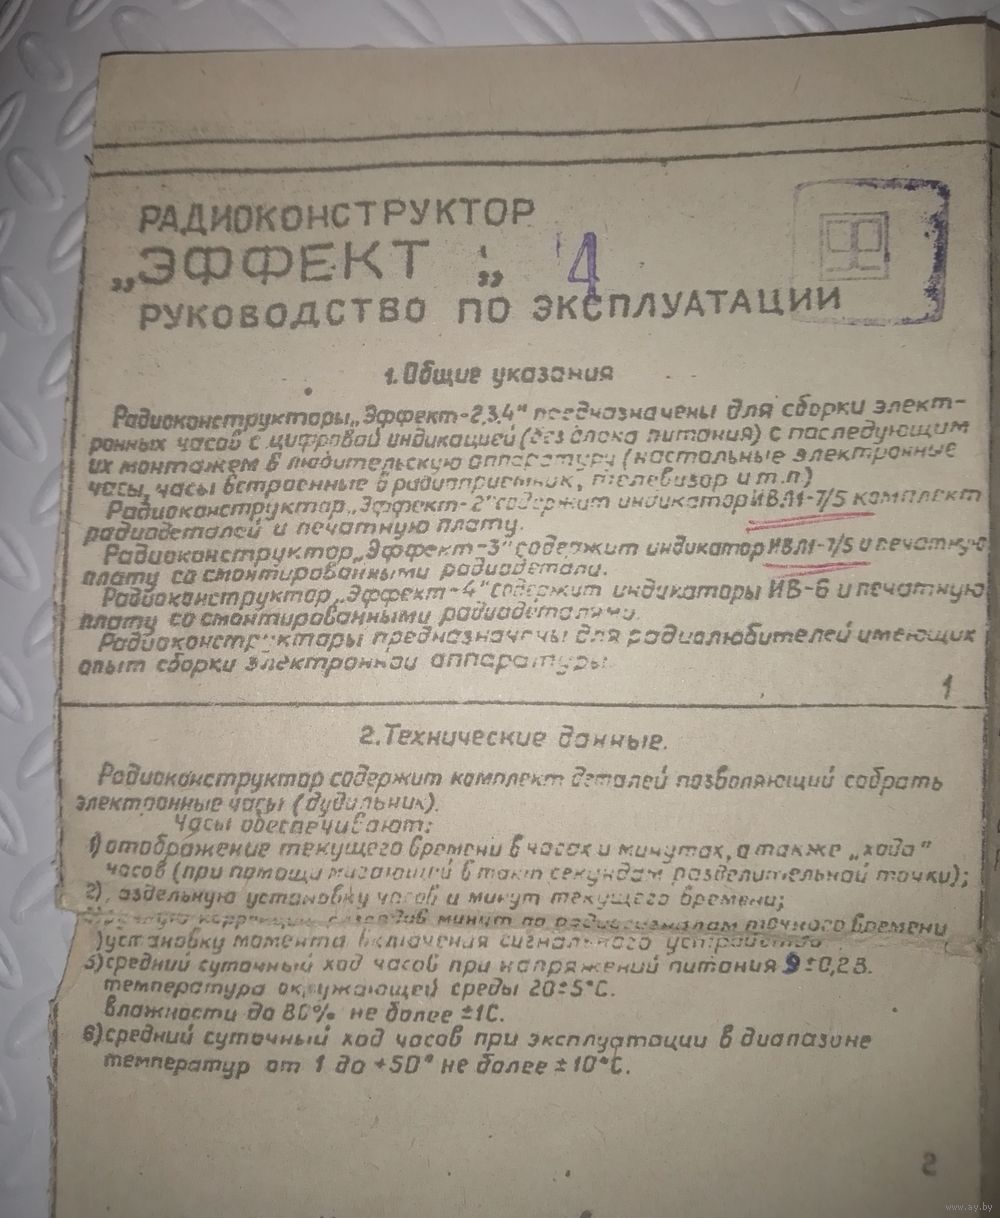 РАДИОКОНСТРУКТОР
„ЭФФЕКТ „ 4
РУКОВОДСТВО ПО ЭКСПЛУАТАЦИИ
1. Общие указания
Радиоконструкторы „Эффект-2,3,4" предназначены для сборки элект-
ронных часов с цифровой индикацией (без блока питания) с последующим
их монтажем в любительскую аппаратуру (настольные электронные
часы, часы встроенные в радиоприемник, телевизор и т.п)
Радиоконструктор „Эффект-2" содержит индикатор ИВЛ1-7/5 комплект
радиодеталей и печатную плату.
Радиоконструктор „Эффект-3" содержит индикатор ИВЛ1-7/5 и печатную
плату со смонтированными радиодетали.
Радиоконструктор „Эффект-4" содержит индикаторы ИВ-6 и печатную
плату со смонтированными радиодеталями.
Радиоконструктары предназначены для радиолюбителей имеющих
опыт сборки электронной аппаратуры.
1
2. Технические данные.
Радиоконструктор содержит комплект деталей позволяющий собрать
электронные часы (будильник).
Часы обеспечивают:
1) отображение текущего времени в часах и минутах, а также „хода"
часов (при помощи мигающей в такт секундам разделительной точки);
2) аздельную установку часов и минут текущего времени;
коррекцию минут по радиосигналам точного времени
) установку момента включения сигнального устройства
5) средний суточный ход часов при напряжений питания 9±0,2В.
температура окружающей среды 20±5°С.
влажности до 80% не более ±1С.
6) средний суточный ход часов при эксплуатации в диапазоне
температур от 1 до +50° не более ±10°С.
2
www.ay.by